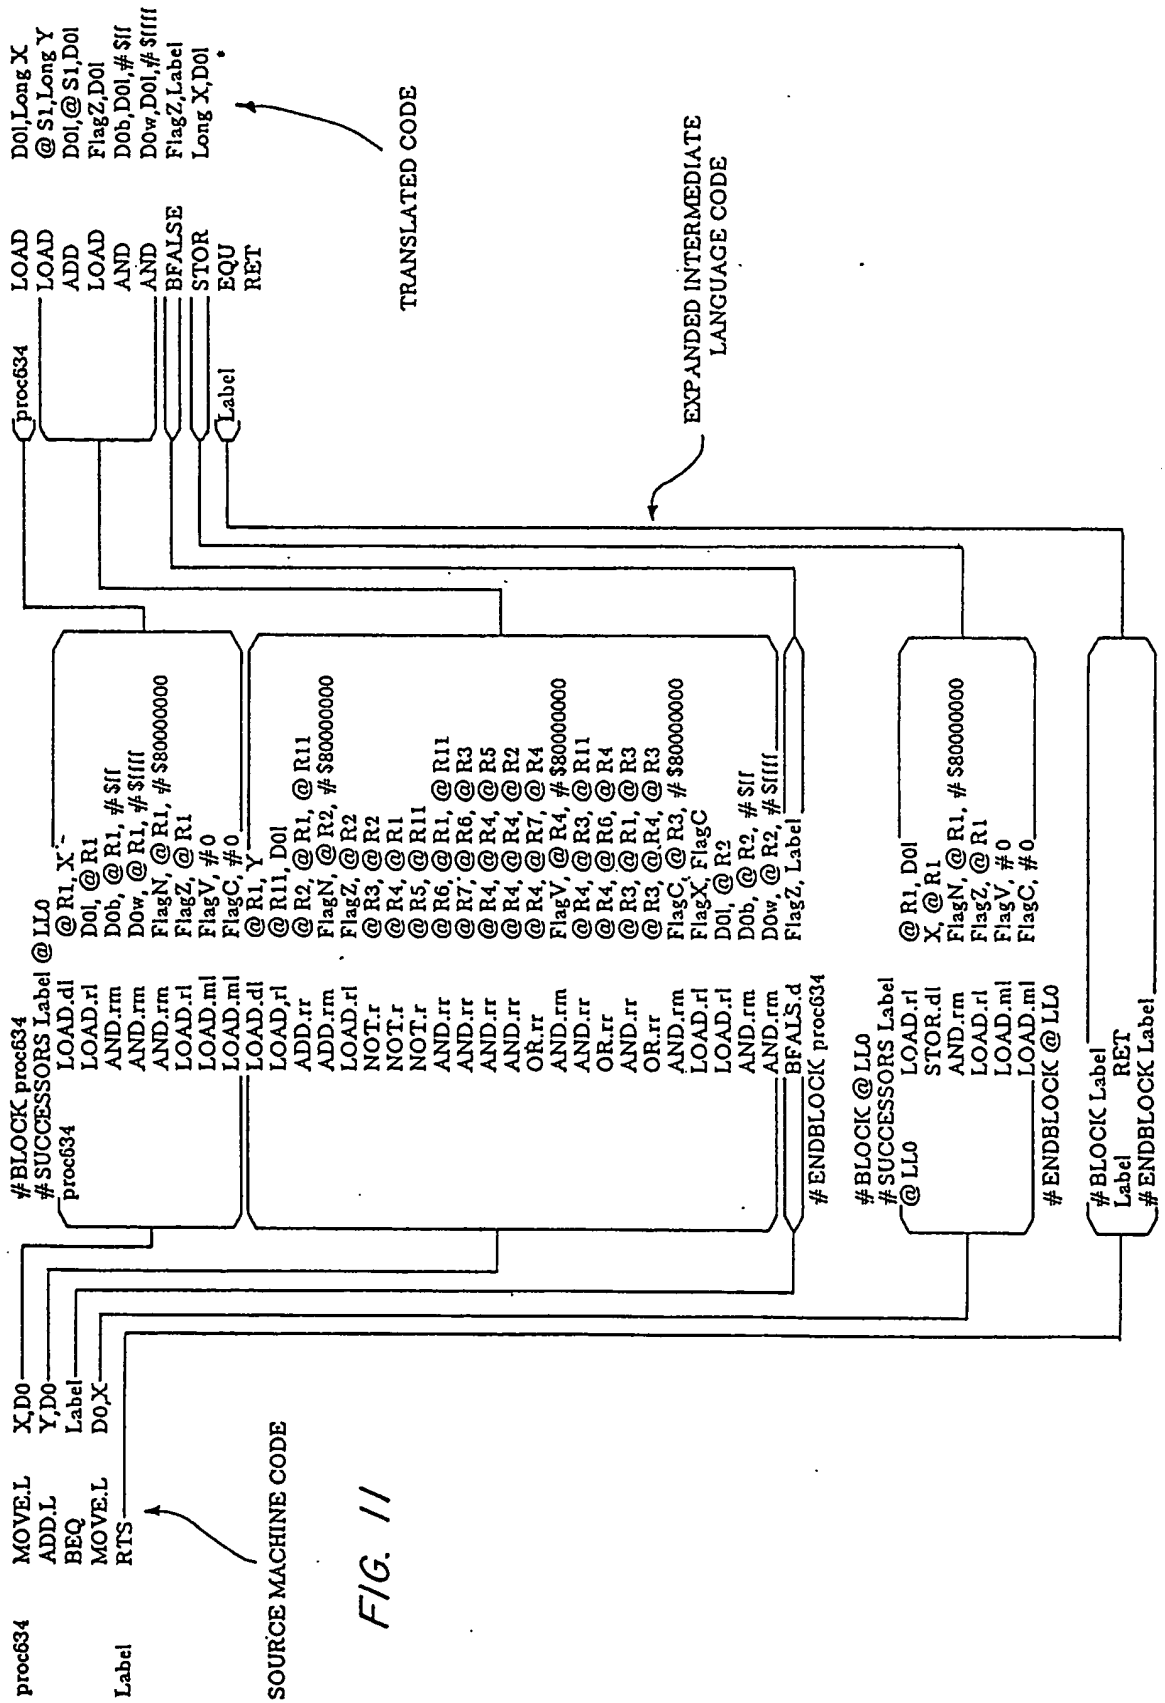 proc634 MOVE.L X,D0
ADD.L Y,D0
BEQ Label
MOVE.L D0,X
Label RTS
SOURCE MACHINE CODE
FIG. 11
#BLOCK proc634
#SUCCESSORS Label @LL0
proc634 LOAD.dl @R1, X
LOAD.rl D0l, @R1
AND.rm D0b, @R1, #$ff
AND.rm D0w, @R1, #$ffff
AND.rm FlagN, @R1, #$80000000
LOAD.rl FlagZ, @R1
LOAD.ml FlagV, #0
LOAD.ml FlagC, #0
LOAD.dl @R1, Y
LOAD,rl @R11, D0l
ADD.rr @R2, @R1, @R11
ADD.rm FlagN, @R2, #$80000000
LOAD.rl FlagZ, @R2
NOT.r @R3, @R2
NOT.r @R4, @R1
NOT.r @R5, @R11
AND.rr @R6, @R1, @R11
AND.rr @R7, @R6, @R3
AND.rr @R4, @R4, @R5
AND.rr @R4, @R4, @R2
OR.rr @R4, @R7, @R4
AND.rm FlagV, @R4, #$80000000
AND.rr @R4, @R3, @R11
OR.rr @R4, @R6, @R4
AND.rr @R3, @R1, @R3
OR.rr @R3, @R4, @R3
AND.rm FlagC, @R3, #$80000000
LOAD.rl FlagX, FlagC
LOAD.rl D0l, @R2
AND.rm D0b, @R2, #$ff
AND.rm D0w, @R2, #$ffff
BFALS.d FlagZ, Label
#ENDBLOCK proc634
#BLOCK @LL0
#SUCCESSORS Label
@LL0 LOAD.rl @R1, D0l
STOR.dl X, @R1
AND.rm FlagN, @R1, #$80000000
LOAD.rl FlagZ, @R1
LOAD.ml FlagV, #0
LOAD.ml FlagC, #0
#ENDBLOCK @LL0
#BLOCK Label
Label RET
#ENDBLOCK Label
EXPANDED INTERMEDIATE
LANGUAGE CODE
proc634 LOAD D0l,Long X
LOAD @S1,Long Y
ADD D0l,@S1,D0l
LOAD FlagZ,D0l
AND D0b,D0l,#$ff
AND D0w,D0l,#$ffff
BFALSE FlagZ,Label
STOR Long X,D0l
Label EQU *
RET
TRANSLATED CODE